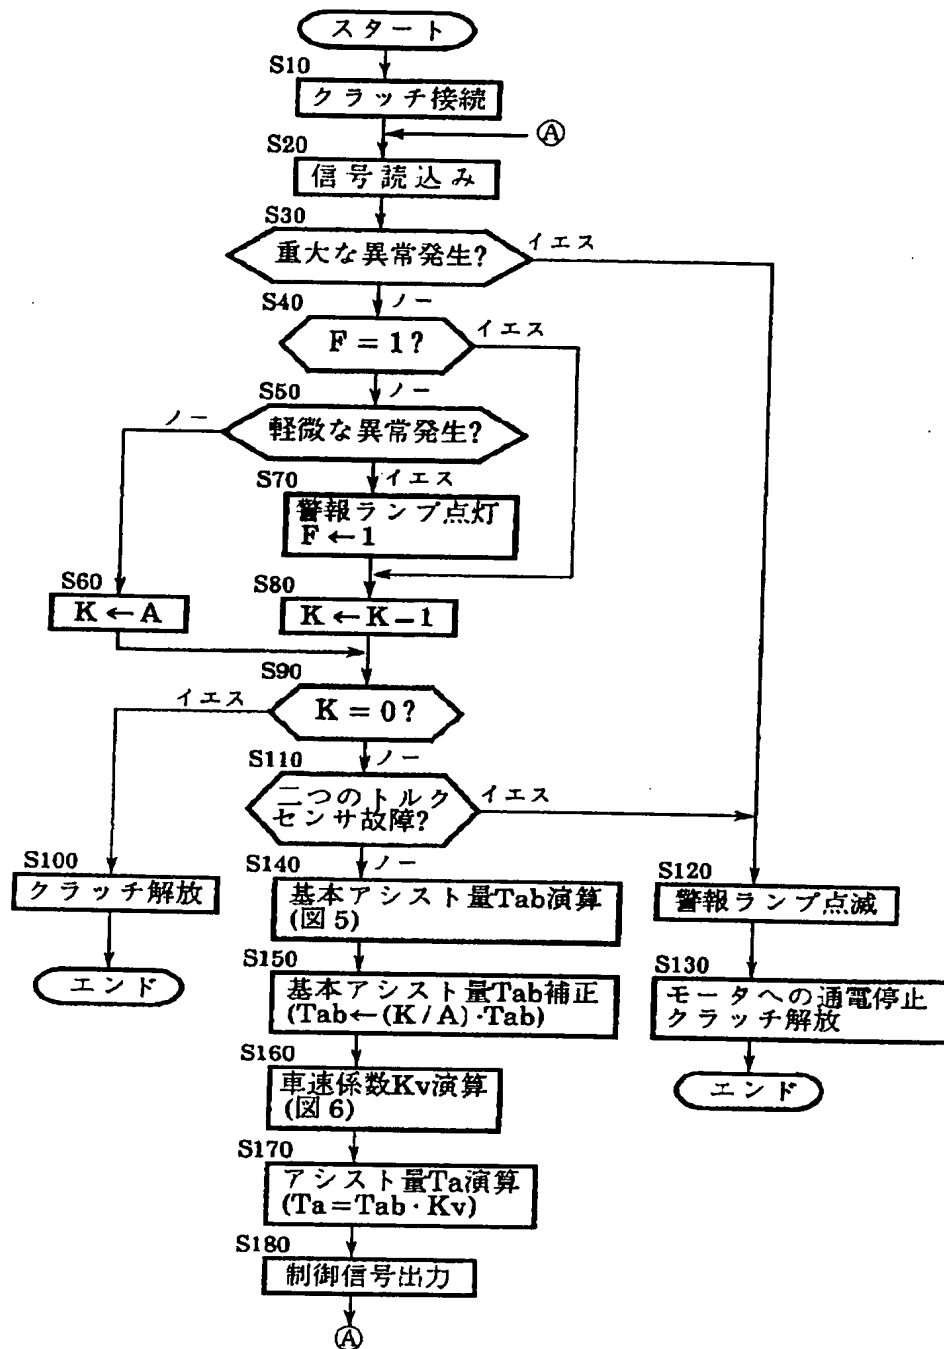 スタート
S10
クラッチ接続
Ⓐ
S20
信号読込み
S30
重大な異常発生?
イエス
ノー
S40
F=1?
イエス
ノー
S50
軽微な異常発生?
ノー
イエス
S70
警報ランプ点灯
F←1
S60
K←A
S80
K←K-1
S90
K=0?
イエス
ノー
S110
二つのトルク
センサ故障?
イエス
ノー
S100
クラッチ解放
エンド
S140
基本アシスト量Tab演算
(図5)
S120
警報ランプ点滅
S150
基本アシスト量Tab補正
(Tab←(K/A)·Tab)
S130
モータへの通電停止
クラッチ解放
エンド
S160
車速係数Kv演算
(図6)
S170
アシスト量Ta演算
(Ta=Tab·Kv)
S180
制御信号出力
Ⓐ